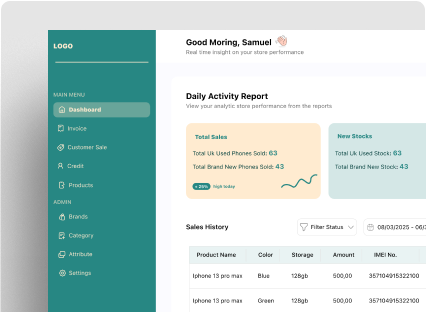 LOGO
Good Moring, Samuel
Real time insight on your store performance
MAIN MENU
Dashboard
Invoice
Customer Sale
Credit
Products
ADMIN
Brands
Category
Attribute
Settings
Daily Activity Report
View your analytic store performance from the reports
Total Sales
Total Uk Used Phones Sold: 63
Total Brand New Phones Sold: 43
+ 25% high today
New Stocks
Total Uk Used Stock: 63
Total Brand New Stock: 43
Sales History
Filter Status
08/03/2025 - 06/
Product Name Color Storage Amount IMEI No.
Iphone 13 pro max Blue 128gb 500,00 357104915322100
Iphone 13 pro max Green 128gb 500,00 357104915322100